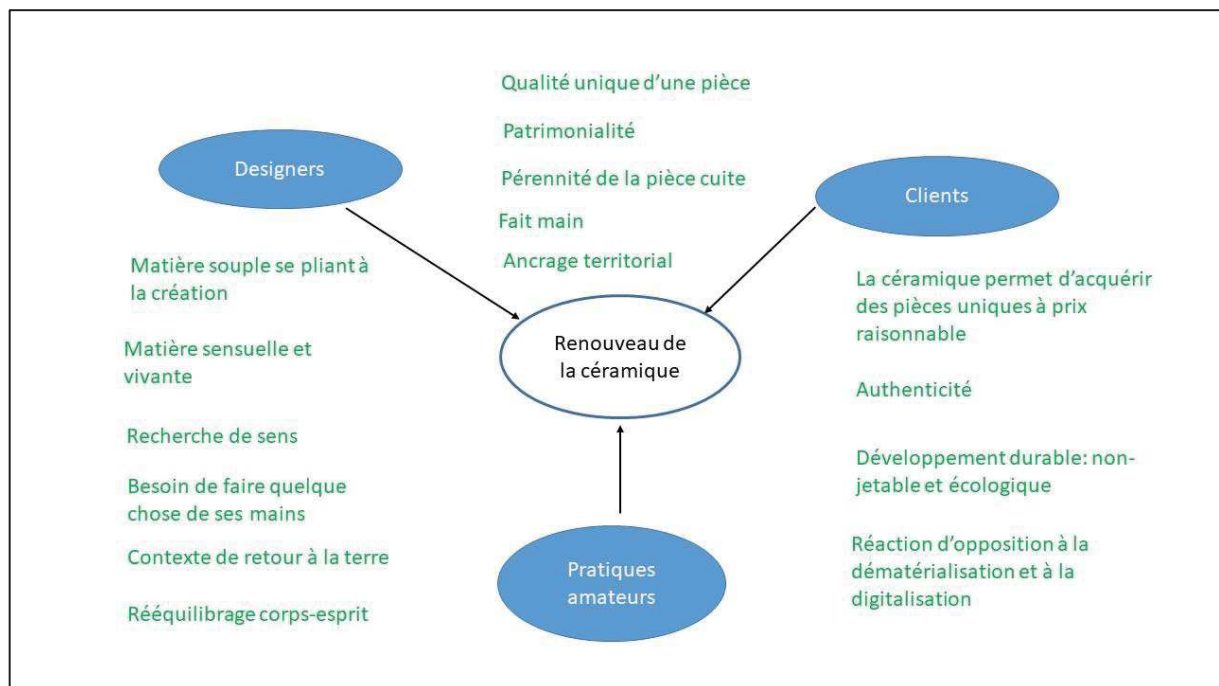 Qualité unique d’une pièce
Patrimonialité
Pérennité de la pièce cuite
Fait main
Ancrage territorial
Designers
Matière souple se pliant à
la création
Matière sensuelle et
vivante
Recherche de sens
Besoin de faire quelque
chose de ses mains
Contexte de retour à la terre
Rééquilibrage corps-esprit
Renouveau de
la céramique
Pratiques
amateurs
Clients
La céramique permet d’acquérir
des pièces uniques à prix
raisonnable
Authenticité
Développement durable: non-
jetable et écologique
Réaction d’opposition à la
dématérialisation et à la
digitalisation